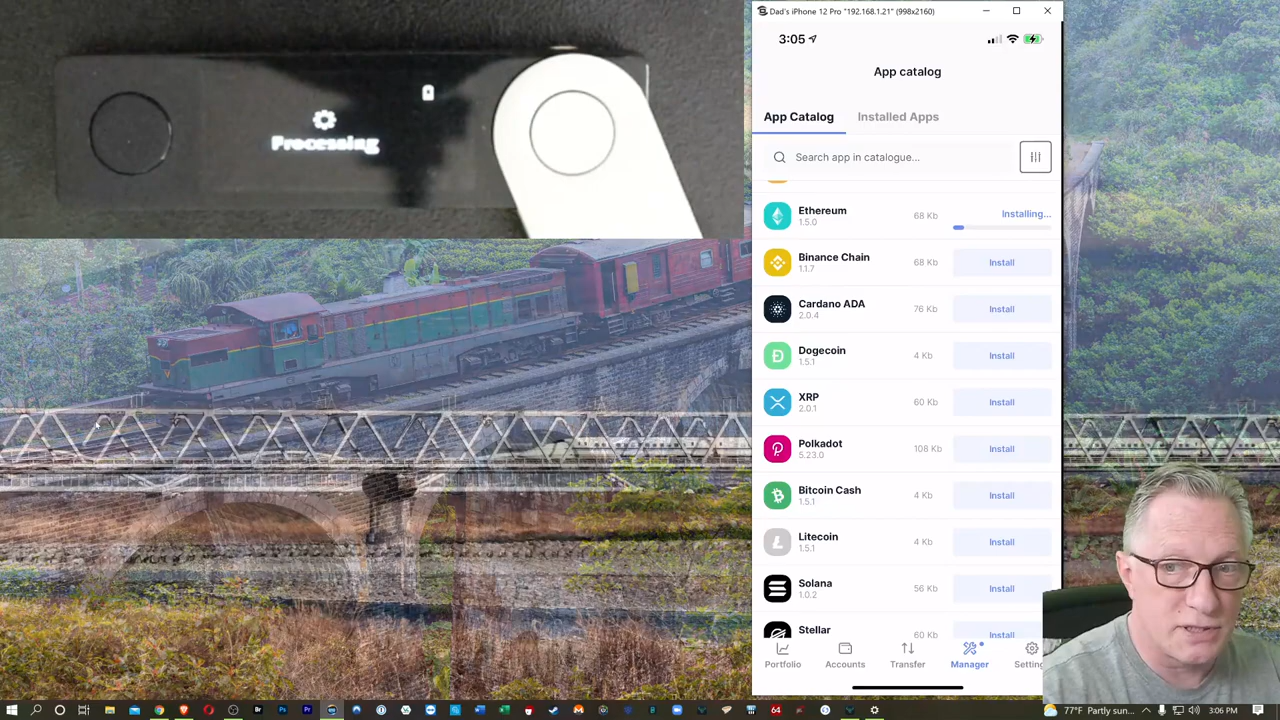 Processing
Dad's iPhone 12 Pro "192.168.1.21" (998x2160)
3:05
App catalog
App Catalog Installed Apps
Search app in catalogue...
Ethereum 68 Kb Installing...
1.5.0
Binance Chain 68 Kb Install
1.1.7
Cardano ADA 76 Kb Install
2.0.4
Dogecoin 4 Kb Install
1.5.1
XRP 60 Kb Install
2.0.1
Polkadot 108 Kb Install
5.23.0
Bitcoin Cash 4 Kb Install
1.5.1
Litecoin 4 Kb Install
1.5.1
Solana 56 Kb Install
1.0.2
Stellar 60 Kb Install
Portfolio Accounts Transfer Manager Settin
77°F Partly sun... 3:06 PM